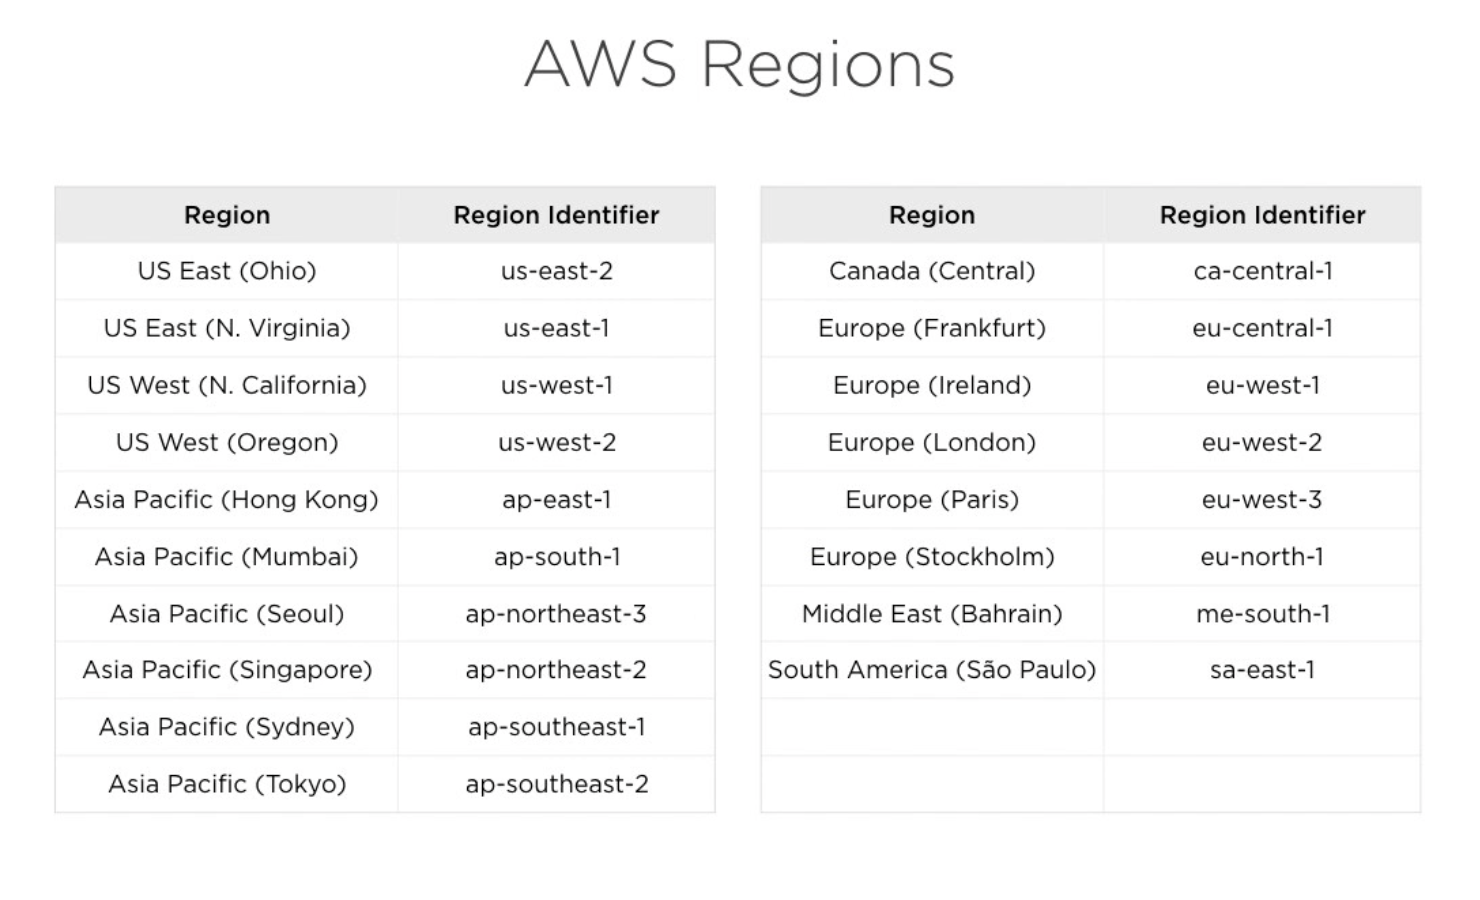 AWS Regions
Region Region Identifier
US East (Ohio) us-east-2
US East (N. Virginia) us-east-1
US West (N. California) us-west-1
US West (Oregon) us-west-2
Asia Pacific (Hong Kong) ap-east-1
Asia Pacific (Mumbai) ap-south-1
Asia Pacific (Seoul) ap-northeast-3
Asia Pacific (Singapore) ap-northeast-2
Asia Pacific (Sydney) ap-southeast-1
Asia Pacific (Tokyo) ap-southeast-2
Region Region Identifier
Canada (Central) ca-central-1
Europe (Frankfurt) eu-central-1
Europe (Ireland) eu-west-1
Europe (London) eu-west-2
Europe (Paris) eu-west-3
Europe (Stockholm) eu-north-1
Middle East (Bahrain) me-south-1
South America (São Paulo) sa-east-1